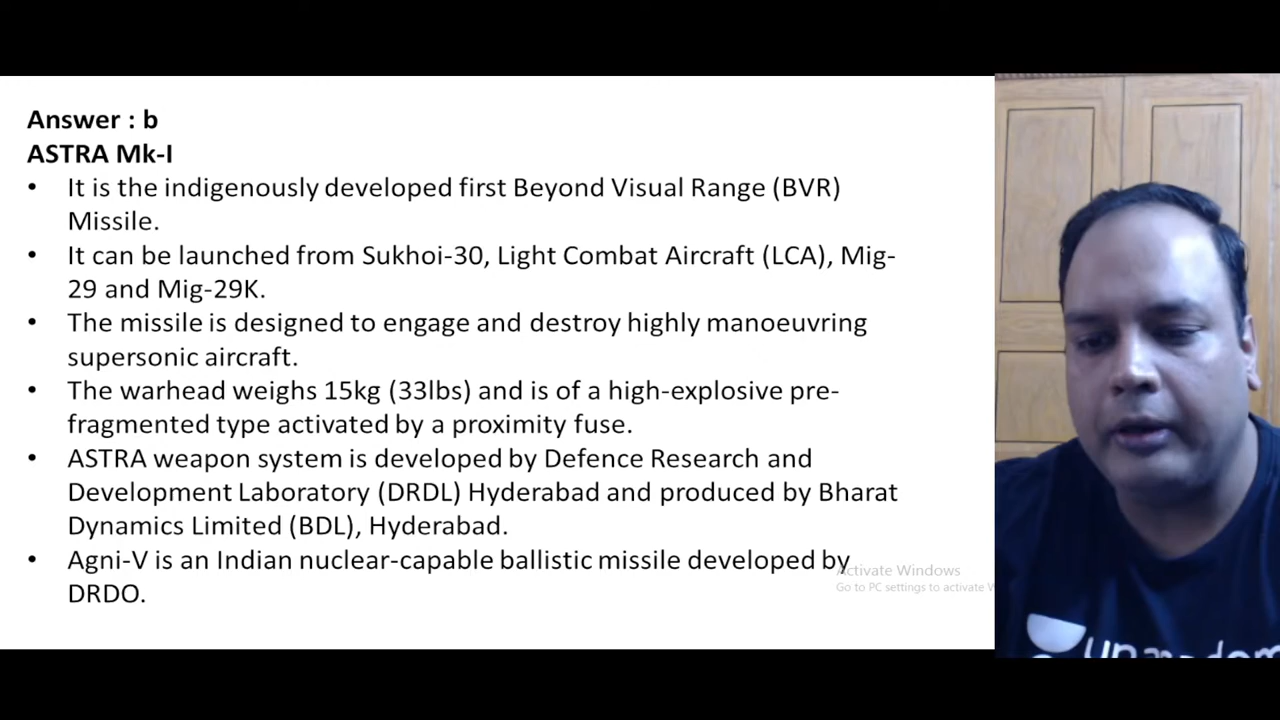 Answer : b
ASTRA Mk-I
• It is the indigenously developed first Beyond Visual Range (BVR)
Missile.
• It can be launched from Sukhoi-30, Light Combat Aircraft (LCA), Mig-
29 and Mig-29K.
• The missile is designed to engage and destroy highly manoeuvring
supersonic aircraft.
• The warhead weighs 15kg (33lbs) and is of a high-explosive pre-
fragmented type activated by a proximity fuse.
• ASTRA weapon system is developed by Defence Research and
Development Laboratory (DRDL) Hyderabad and produced by Bharat
Dynamics Limited (BDL), Hyderabad.
• Agni-V is an Indian nuclear-capable ballistic missile developed by
DRDO.
Activate Windows
Go to PC settings to activate W